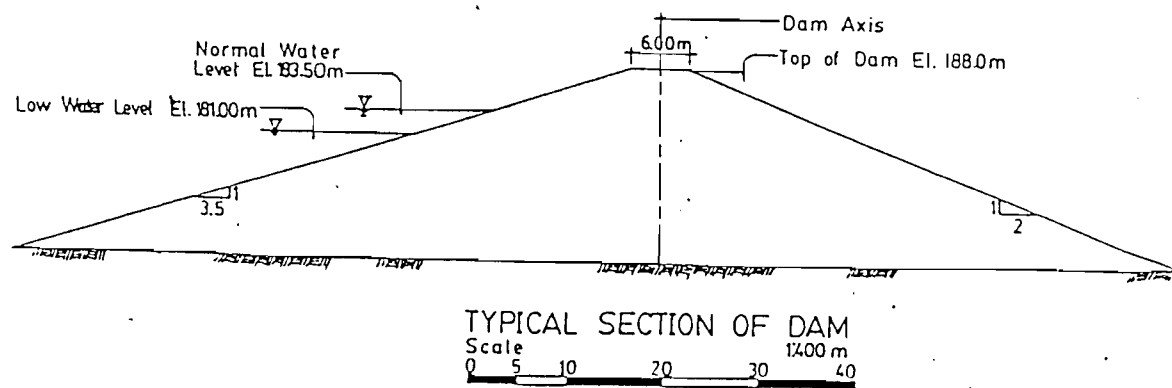 Dam Axis
6.00m
Normal Water
Level El. 183.50m
Top of Dam El. 188.0m
Low Water Level El. 181.00m
1
3.5
1
2
TYPICAL SECTION OF DAM
Scale
1:400 m
0 5 10 20 30 40